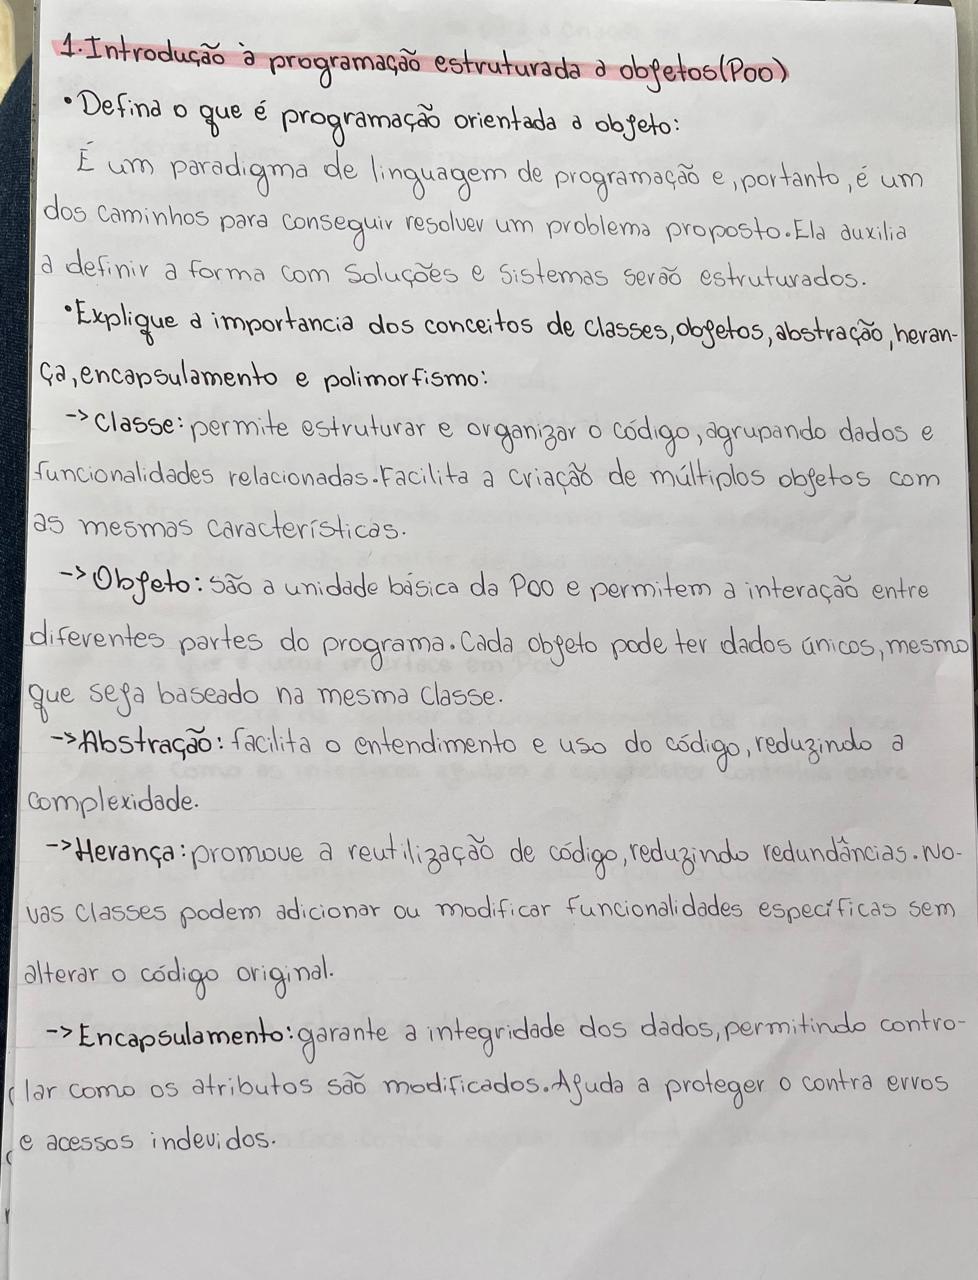 1. Introdução à programação estruturada a objetos (POO)
• Defina o que é programação orientada a objeto:
É um paradigma de linguagem de programação e, portanto, é um
dos caminhos para conseguir resolver um problema proposto. Ela auxilia
a definir a forma com soluções e sistemas serão estruturados.
• Explique a importancia dos conceitos de classes, objetos, abstração, heran-
ça, encapsulamento e polimorfismo:
-> Classe: permite estruturar e organizar o código, agrupando dados e
funcionalidades relacionadas. Facilita a criação de múltiplos objetos com
as mesmas características.
-> Objeto: são a unidade básica da POO e permitem a interação entre
diferentes partes do programa. Cada objeto pode ter dados únicos, mesmo
que seja baseado na mesma classe.
-> Abstração: facilita o entendimento e uso do código, reduzindo a
complexidade.
-> Herança: promove a reutilização de código, reduzindo redundâncias. No-
vas classes podem adicionar ou modificar funcionalidades específicas sem
alterar o código original.
-> Encapsulamento: garante a integridade dos dados, permitindo contro-
lar como os atributos são modificados. Ajuda a proteger o contra erros
e acessos indevidos.